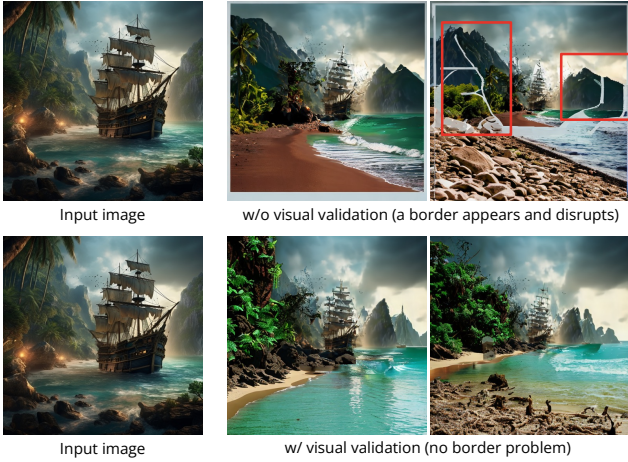 Input image
w/o visual validation (a border appears and disrupts)
Input image
w/ visual validation (no border problem)